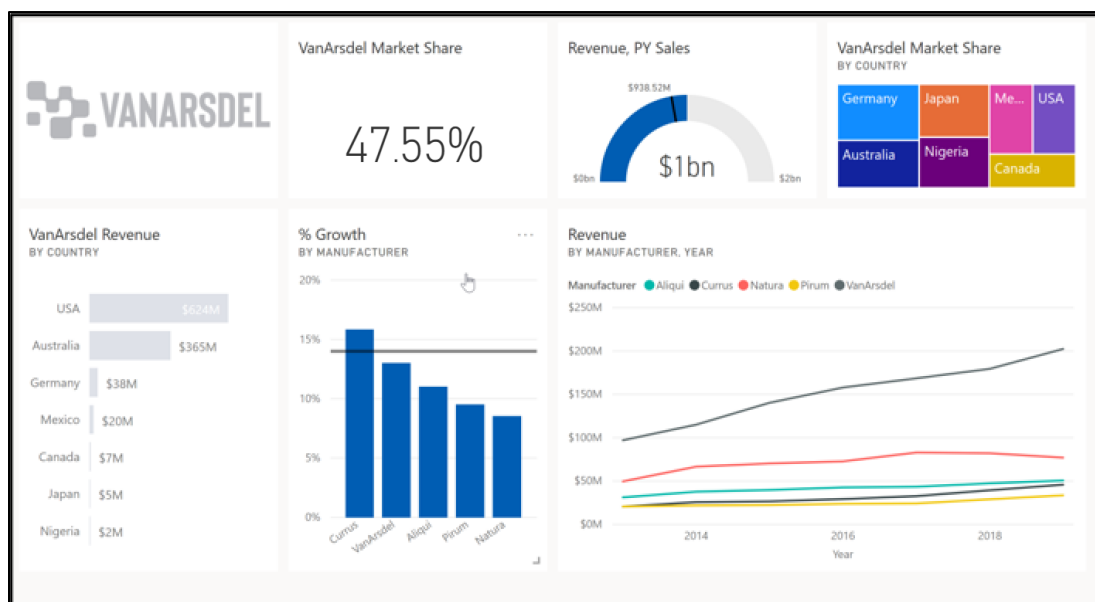 VANARSDEL
VanArsdel Market Share
47.55%
Revenue, PY Sales
$938.52M
$0bn
$1bn
$2bn
VanArsdel Market Share
BY COUNTRY
Germany
Japan
Me...
USA
Australia
Nigeria
Canada
VanArsdel Revenue
BY COUNTRY
USA $624M
Australia $365M
Germany $38M
Mexico $20M
Canada $7M
Japan $5M
Nigeria $2M
% Growth
BY MANUFACTURER
20%
15%
10%
5%
0%
Currus VanArsdel Aliqui Pirum Natura
Revenue
BY MANUFACTURER, YEAR
Manufacturer Aliqui Currus Natura Pirum VanArsdel
$250M
$200M
$150M
$100M
$50M
$0M
2014 2016 2018
Year